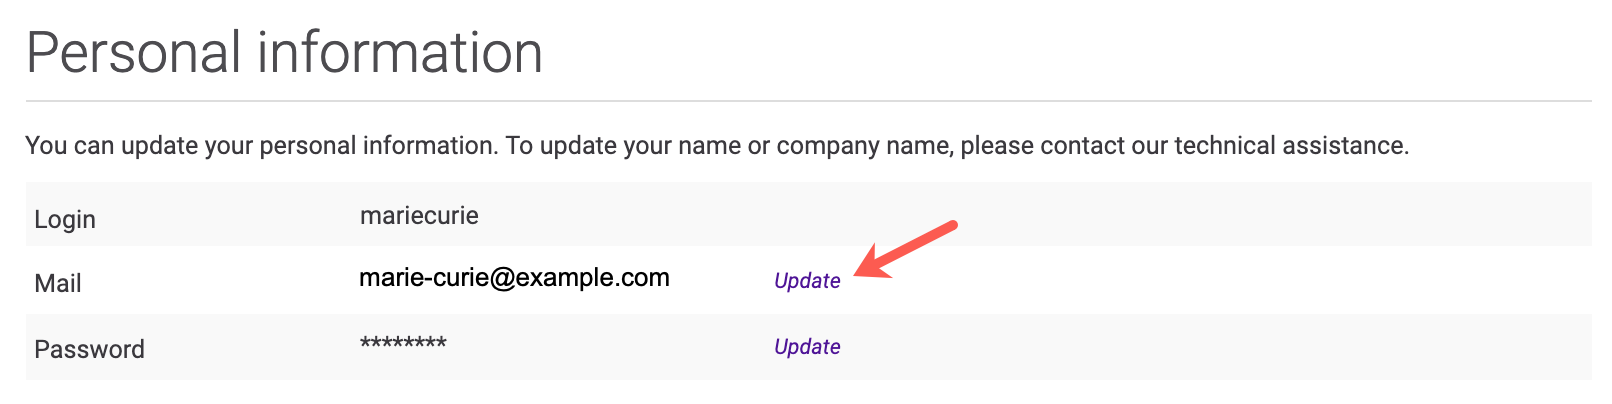 Personal information
You can update your personal information. To update your name or company name, please contact our technical assistance.
Login mariecurie
Mail marie-curie@example.com Update
Password ******** Update